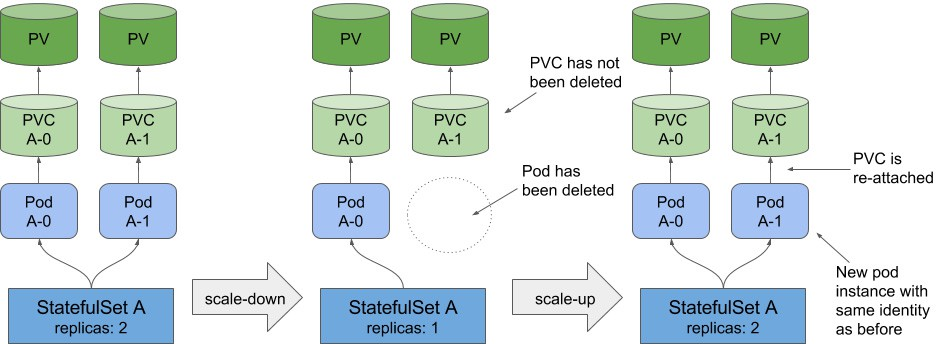 PV
PV
PVC
A-0
PVC
A-1
Pod
A-0
Pod
A-1
StatefulSet A
replicas: 2
scale-down
PV
PV
PVC has not
been deleted
PVC
A-0
PVC
A-1
Pod has
been deleted
Pod
A-0
StatefulSet A
replicas: 1
scale-up
PV
PV
PVC
A-0
PVC
A-1
PVC is
re-attached
Pod
A-0
Pod
A-1
New pod
instance with
same identity
as before
StatefulSet A
replicas: 2